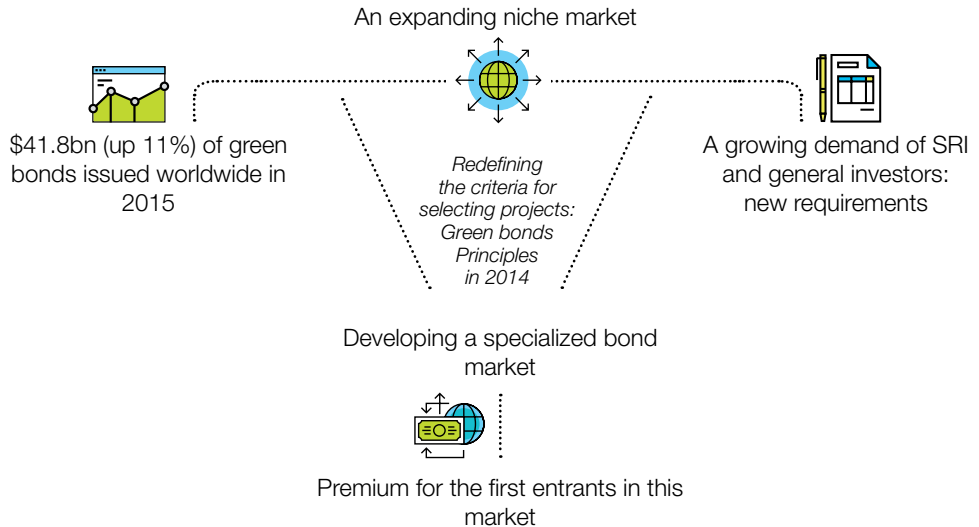 An expanding niche market
$41.8bn (up 11%) of green
bonds issued worldwide in
2015
Redefining
the criteria for
selecting projects:
Green bonds
Principles
in 2014
A growing demand of SRI
and general investors:
new requirements
Developing a specialized bond
market
Premium for the first entrants in this
market